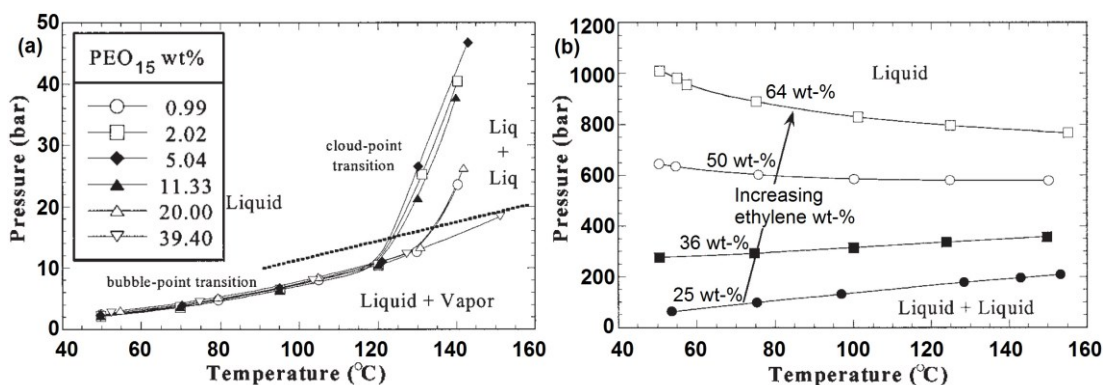 (a)
PEO15 wt%
0.99
2.02
5.04
11.33
20.00
39.40
cloud-point
transition
Liq
+
Liq
Liquid
bubble-point transition
Liquid + Vapor
Pressure (bar)
50
40
30
20
10
0
40 60 80 100 120 140 160
Temperature (°C)
(b)
Liquid
64 wt-%
50 wt-%
Increasing
ethylene wt-%
36 wt-%
25 wt-%
Liquid + Liquid
Pressure (bar)
1000
800
600
400
200
0
40 60 80 100 120 140 160
Temperature (°C)